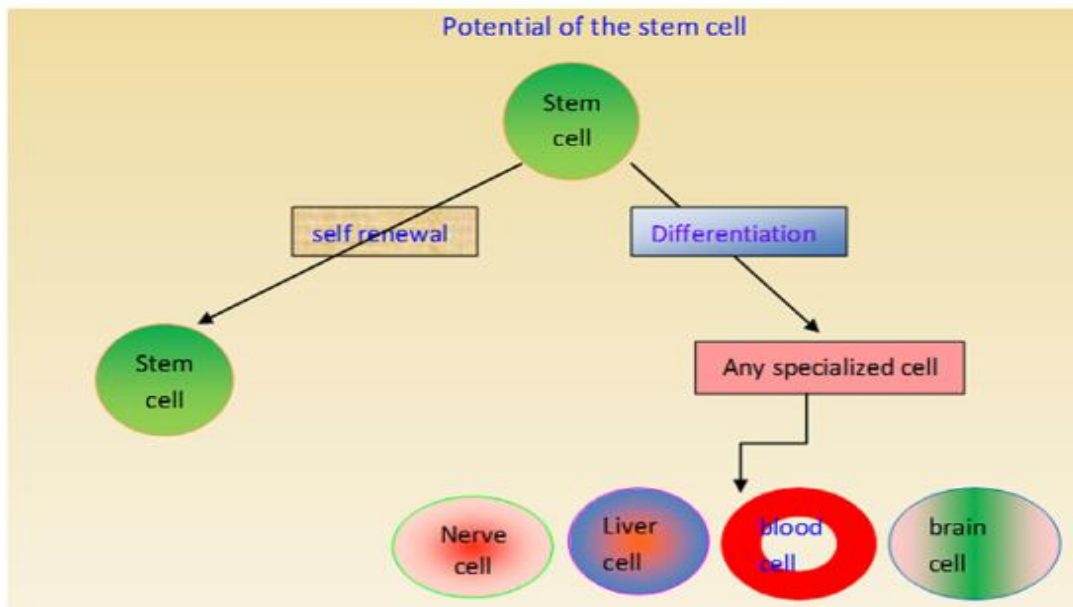 Potential of the stem cell
Stem
cell
self renewal
Differentiation
Stem
cell
Any specialized cell
Nerve
cell
Liver
cell
blood
cell
brain
cell